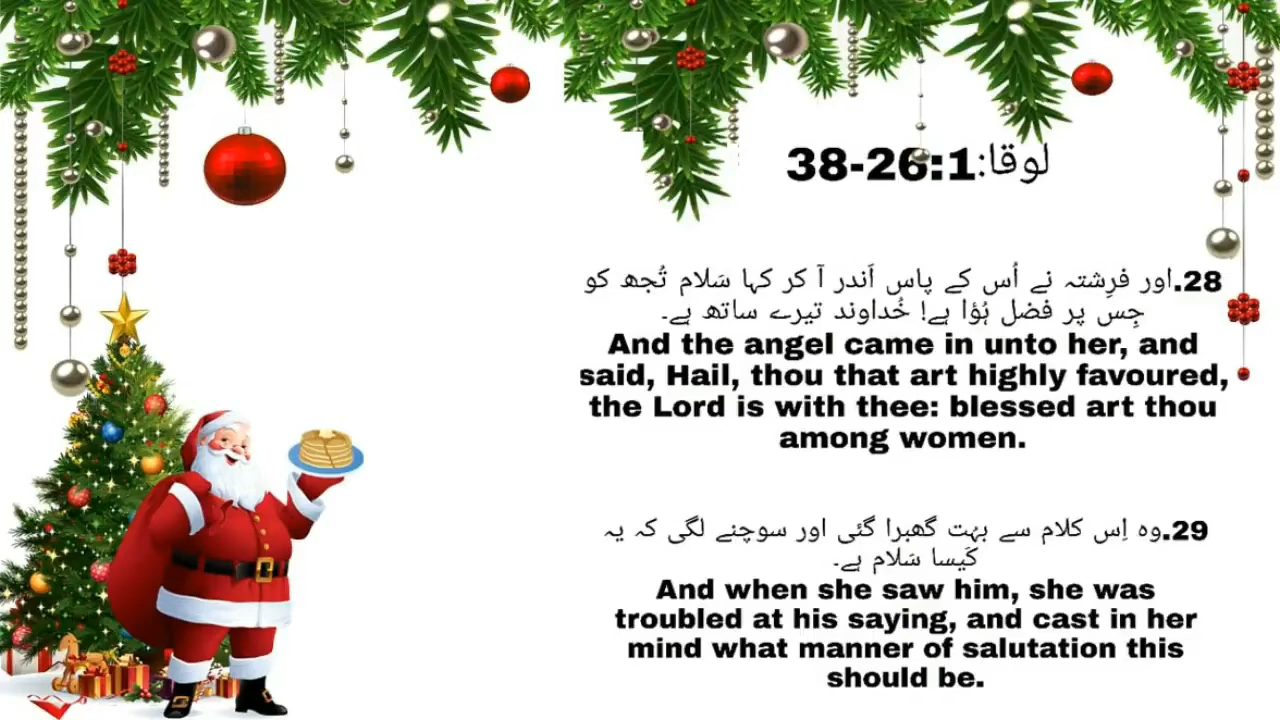 لوقا:1:26-38
28.اور فرِشتہ نے اُس کے پاس اَندر آ کر کہا سَلام تُجھ کو
جِس پر فضل ہُؤا ہے! خُداوند تیرے ساتھ ہے۔
And the angel came in unto her, and
said, Hail, thou that art highly favoured,
the Lord is with thee: blessed art thou
among women.
29.وہ اِس کلام سے بہُت گھبرا گئی اور سوچنے لگی کہ یہ
کَیسا سَلام ہے۔
And when she saw him, she was
troubled at his saying, and cast in her
mind what manner of salutation this
should be.